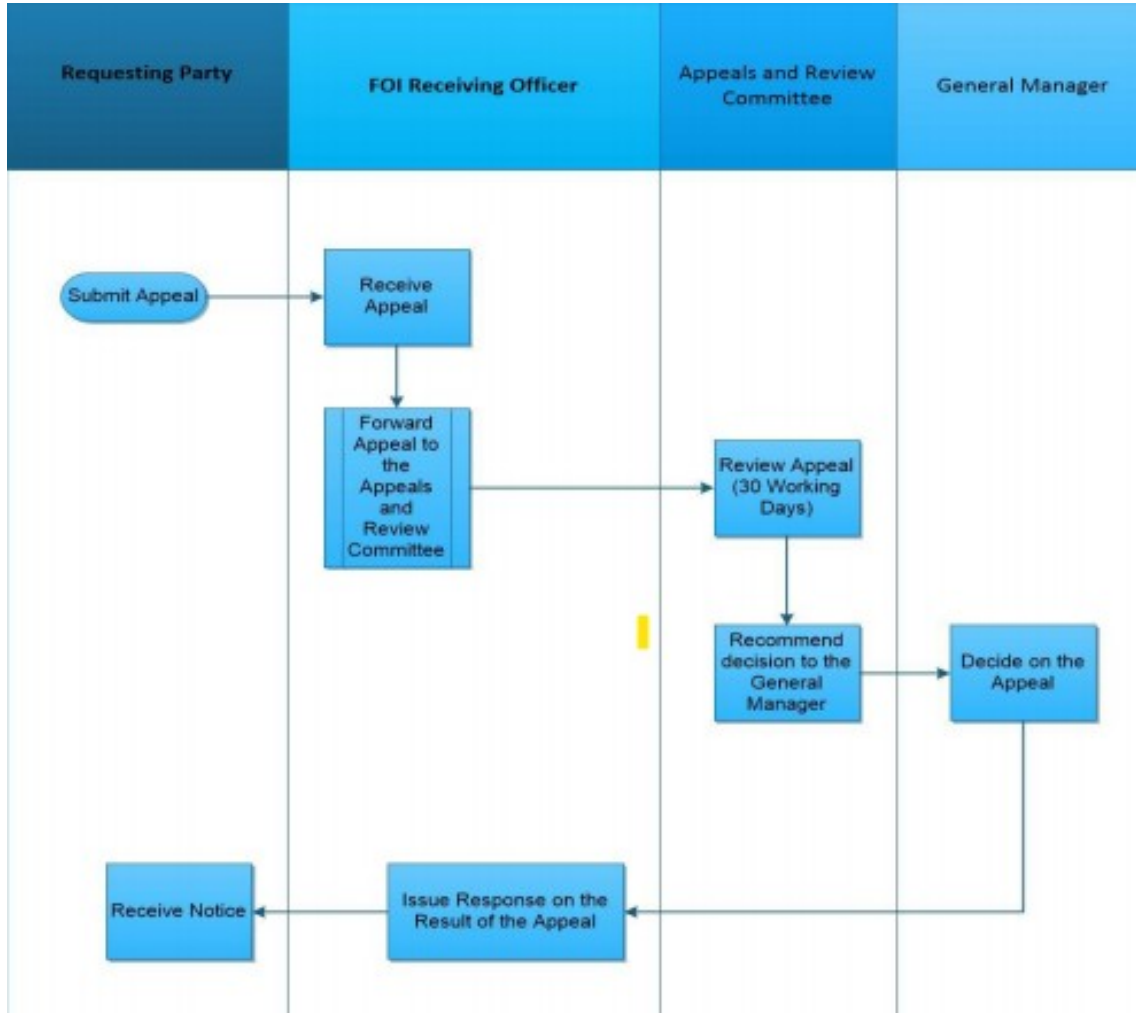 Requesting Party
FOI Receiving Officer
Appeals and Review
Committee
General Manager
Submit Appeal
Receive
Appeal
Forward
Appeal to
the
Appeals
and
Review
Committee
Review Appeal
(30 Working
Days)
Recommend
decision to the
General
Manager
Decide on the
Appeal
Issue Response on the
Result of the Appeal
Receive Notice